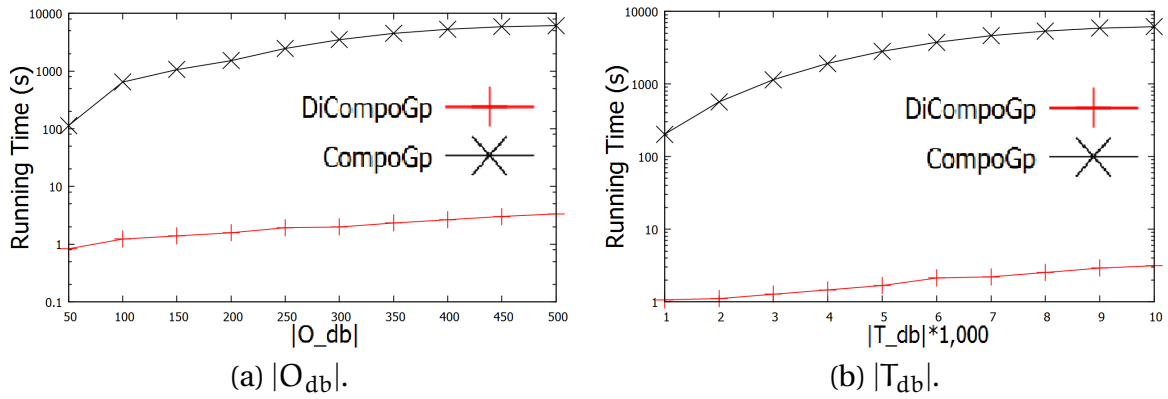 10000
1000
100
10
1
0.1
Running Time (s)
DiCompoGp
CompoGp
50 100 150 200 250 300 350 400 450 500
|O_db|
(a) |O_db|.
10000
1000
100
10
1
Running Time (s)
DiCompoGp
CompoGp
1 2 3 4 5 6 7 8 9 10
|T_db|*1,000
(b) |T_db|.